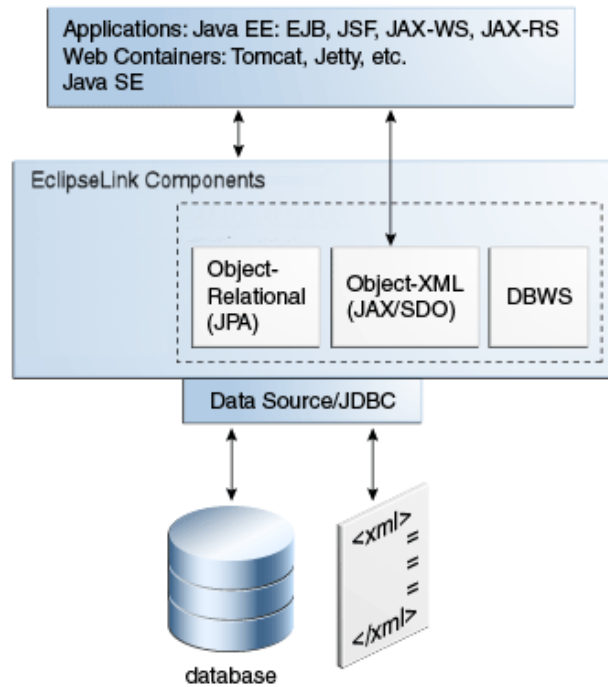 Applications: Java EE: EJB, JSF, JAX-WS, JAX-RS
Web Containers: Tomcat, Jetty, etc.
Java SE
EclipseLink Components
Object-
Relational
(JPA)
Object-XML
(JAX/SDO)
DBWS
Data Source/JDBC
<xml>
=
=
=
</xml>
database